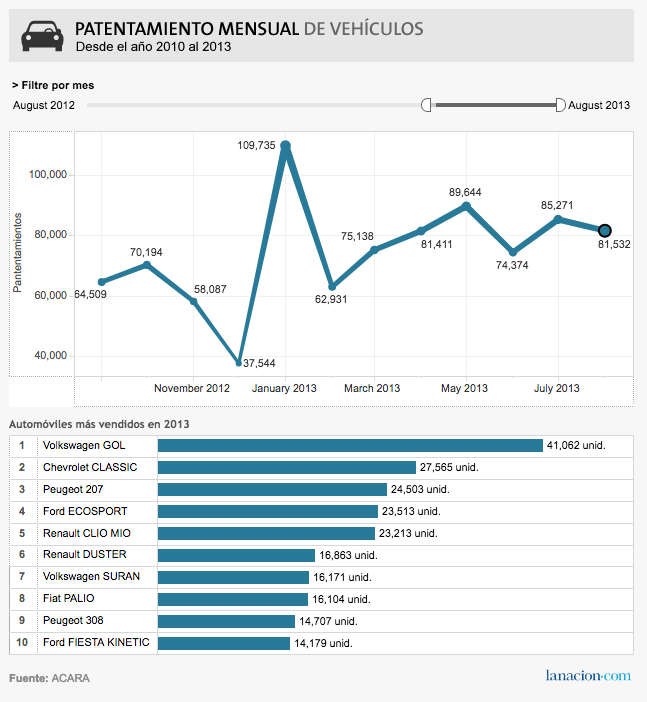 PATENTAMIENTO MENSUAL DE VEHÍCULOS
Desde el año 2010 al 2013
> Filtre por mes
August 2012
August 2013
Pantentamientos
100,000
80,000
60,000
40,000
64,509
70,194
58,087
37,544
109,735
62,931
75,138
81,411
89,644
74,374
85,271
81,532
November 2012
January 2013
March 2013
May 2013
July 2013
Automóviles más vendidos en 2013
1 Volkswagen GOL 41,062 unid.
2 Chevrolet CLASSIC 27,565 unid.
3 Peugeot 207 24,503 unid.
4 Ford ECOSPORT 23,513 unid.
5 Renault CLIO MIO 23,213 unid.
6 Renault DUSTER 16,863 unid.
7 Volkswagen SURAN 16,171 unid.
8 Fiat PALIO 16,104 unid.
9 Peugeot 308 14,707 unid.
10 Ford FIESTA KINETIC 14,179 unid.
Fuente: ACARA
lanacion.com